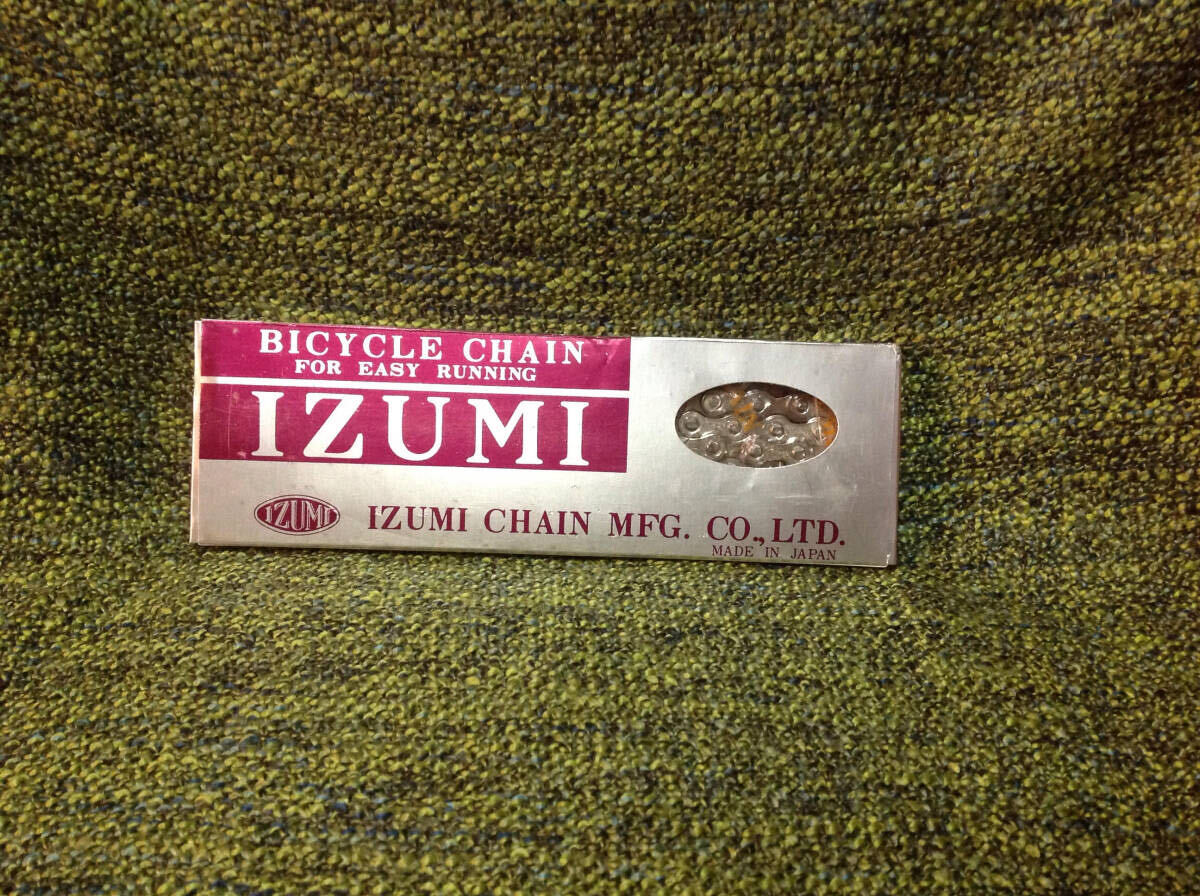 BICYCLE CHAIN
FOR EASY RUNNING
IZUMI
IZUMI
IZUMI CHAIN MFG. CO., LTD.
MADE IN JAPAN